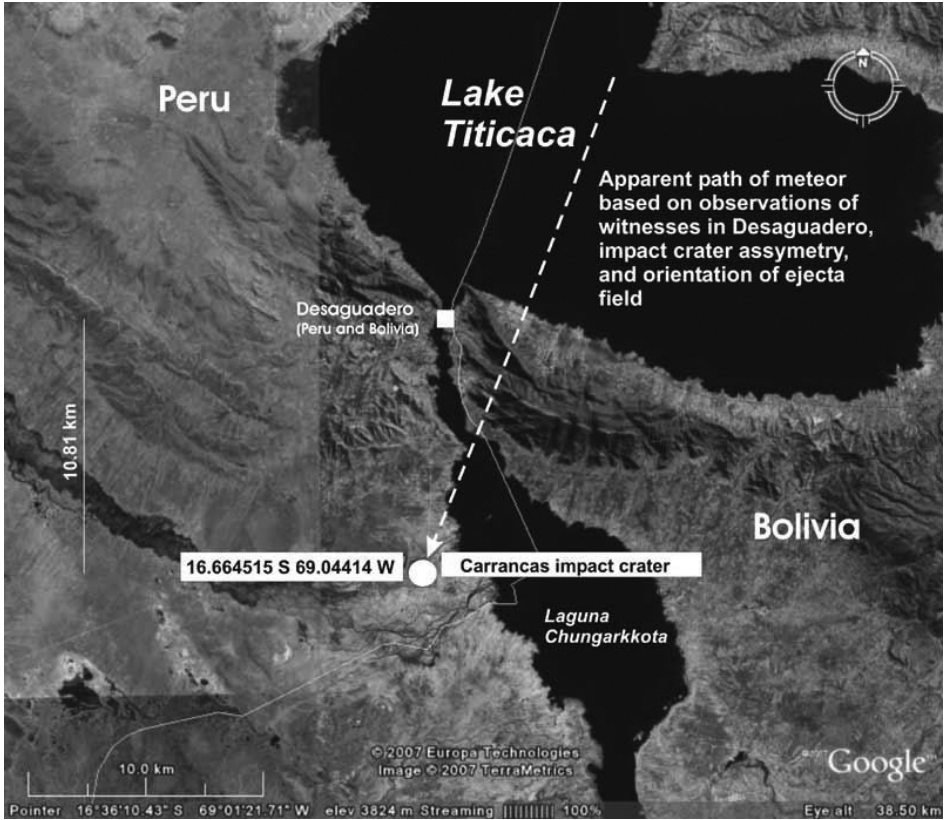 Peru
Lake
Titicaca
N
Apparent path of meteor
based on observations of
witnesses in Desaguadero,
impact crater assymetry,
and orientation of ejecta
field
Desaguadero
(Peru and Bolivia)
10.81 km
Bolivia
16.664515 S 69.04414 W
Carrancas impact crater
Laguna
Chungarkkota
© 2007 Europa Technologies
Image © 2007 TerraMetrics
©2007 Google™
10.0 km
Pointer 16°36'10.43" S 69°01'21.71" W elev 3824 m Streaming |||||||||| 100% Eye alt 38.50 km